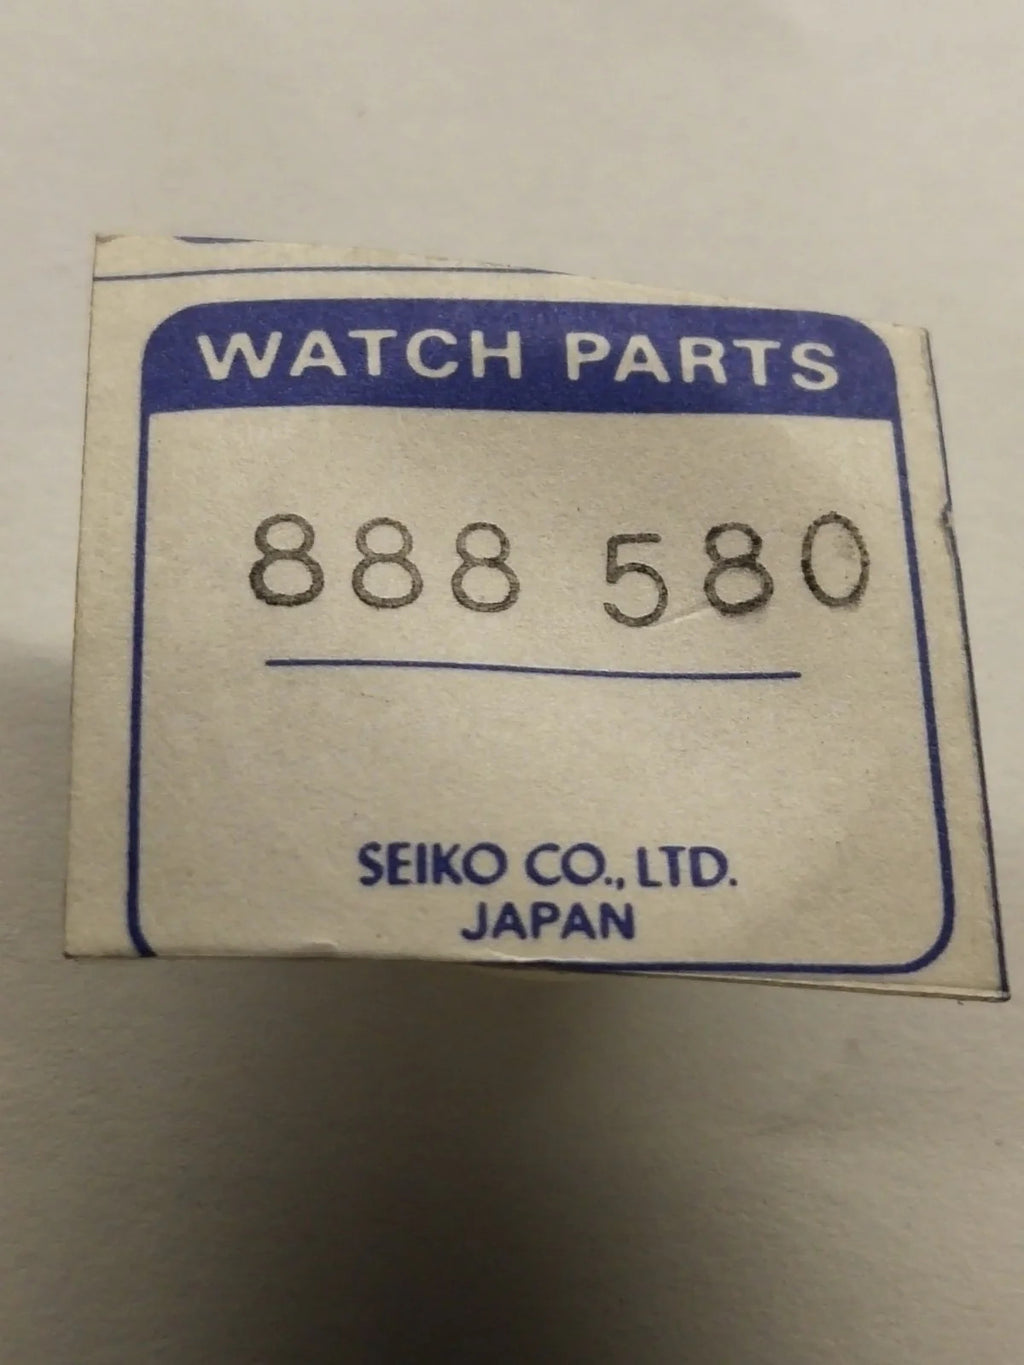 WATCH PARTS
888 580
SEIKO CO., LTD.
JAPAN